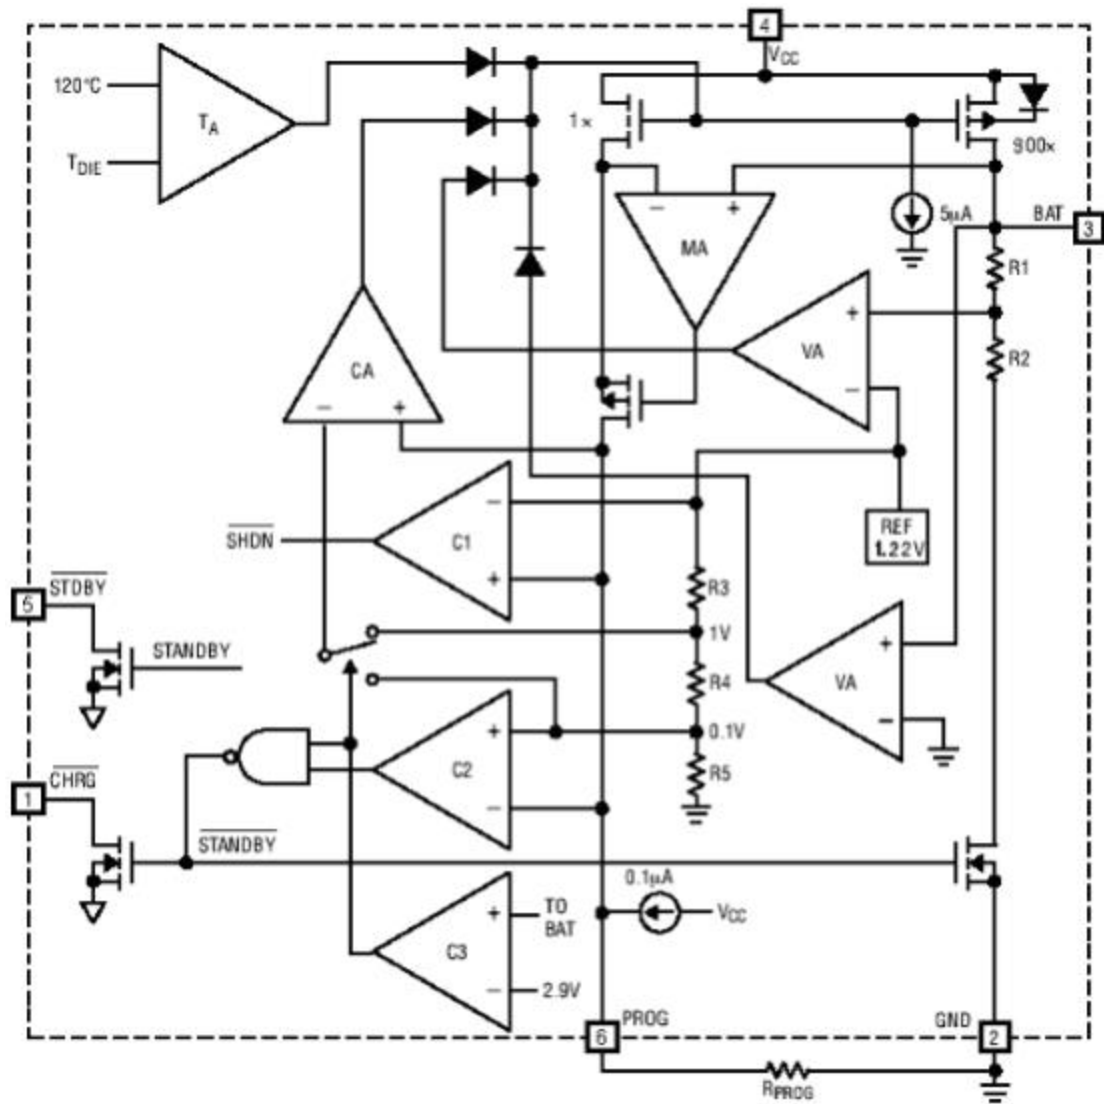 4
VCC
120°C
TA
TDIE
1×
900×
5µA
BAT
3
− +
MA
R1
+
VA
−
R2
CA
− +
REF
1.22V
−
C1
+
SHDN
R3
1V
STDBY
5
STANDBY
R4
+
VA
−
0.1V
+
C2
−
R5
CHRG
1
STANDBY
0.1µA
VCC
+
TO
BAT
C3
−
2.9V
PROG
6
GND
2
RPROG